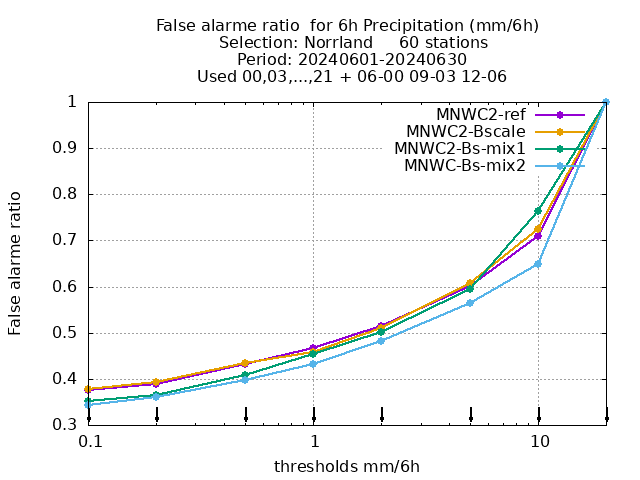 False alarme ratio  for 6h Precipitation (mm/6h)
Selection: Norrland     60 stations
Period: 20240601-20240630
Used 00,03,...,21 + 06-00 09-03 12-06
MNWC2-ref
MNWC2-Bscale
MNWC2-Bs-mix1
MNWC-Bs-mix2
False alarme ratio
1
0.9
0.8
0.7
0.6
0.5
0.4
0.3
0.1 1 10
thresholds mm/6h